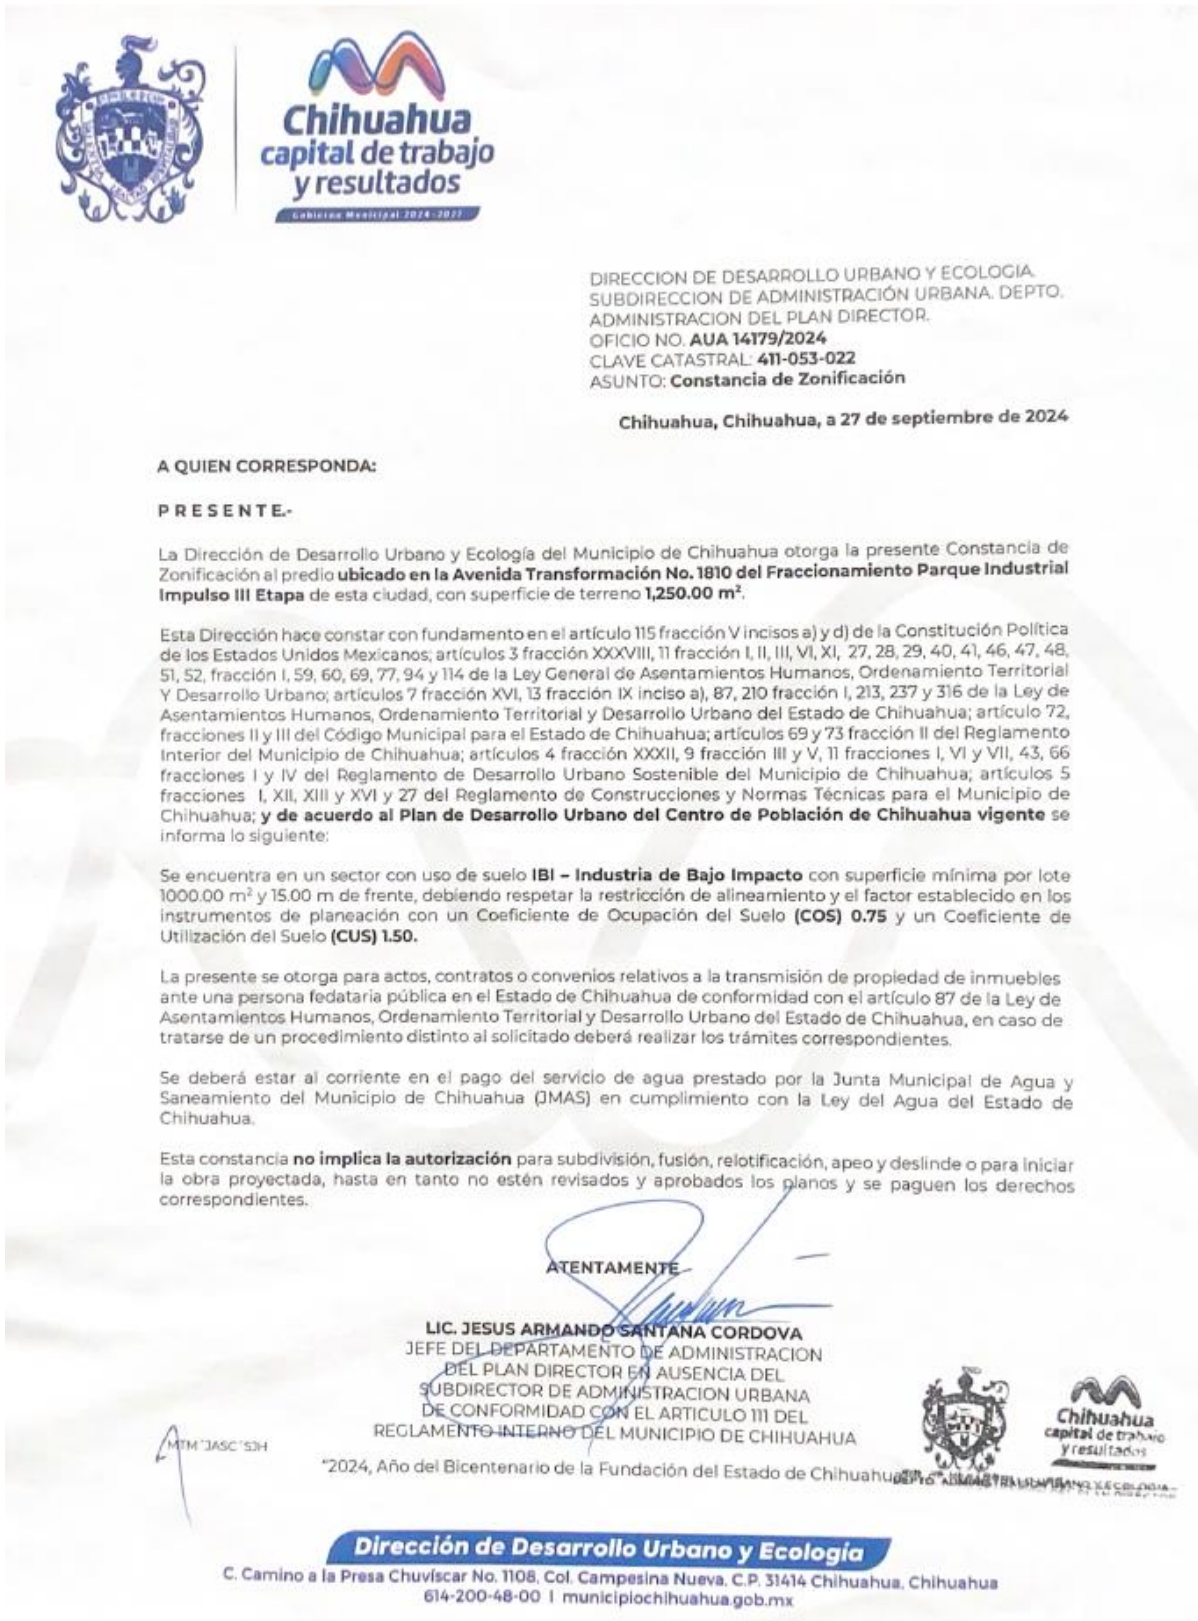 Chihuahua
capital de trabajo
y resultados
Gobierno Municipal 2024-2027
DIRECCION DE DESARROLLO URBANO Y ECOLOGIA.
SUBDIRECCION DE ADMINISTRACIÓN URBANA. DEPTO.
ADMINISTRACION DEL PLAN DIRECTOR.
OFICIO NO. AUA 14179/2024
CLAVE CATASTRAL: 411-053-022
ASUNTO: Constancia de Zonificación
Chihuahua, Chihuahua, a 27 de septiembre de 2024
A QUIEN CORRESPONDA:
P R E S E N T E.-
La Dirección de Desarrollo Urbano y Ecología del Municipio de Chihuahua otorga la presente Constancia de
Zonificación al predio ubicado en la Avenida Transformación No. 1810 del Fraccionamiento Parque Industrial
Impulso III Etapa de esta ciudad, con superficie de terreno 1,250.00 m².
Esta Dirección hace constar con fundamento en el artículo 115 fracción V incisos a) y d) de la Constitución Política
de los Estados Unidos Mexicanos; artículos 3 fracción XXXVIII, 11 fracción I, II, III, VI, XI, 27, 28, 29, 40, 41, 46, 47, 48,
51, 52, fracción I, 59, 60, 69, 77, 94 y 114 de la Ley General de Asentamientos Humanos, Ordenamiento Territorial
Y Desarrollo Urbano; artículos 7 fracción XVI, 13 fracción IX inciso a), 87, 210 fracción I, 213, 237 y 316 de la Ley de
Asentamientos Humanos, Ordenamiento Territorial y Desarrollo Urbano del Estado de Chihuahua; artículo 72,
fracciones II y III del Código Municipal para el Estado de Chihuahua; artículos 69 y 73 fracción II del Reglamento
Interior del Municipio de Chihuahua; artículos 4 fracción XXXII, 9 fracción III y V, 11 fracciones I, VI y VII, 43, 66
fracciones I y IV del Reglamento de Desarrollo Urbano Sostenible del Municipio de Chihuahua; artículos 5
fracciones I, XII, XIII y XVI y 27 del Reglamento de Construcciones y Normas Técnicas para el Municipio de
Chihuahua; y de acuerdo al Plan de Desarrollo Urbano del Centro de Población de Chihuahua vigente se
informa lo siguiente:
Se encuentra en un sector con uso de suelo IBI – Industria de Bajo Impacto con superficie mínima por lote
1000.00 m² y 15.00 m de frente, debiendo respetar la restricción de alineamiento y el factor establecido en los
instrumentos de planeación con un Coeficiente de Ocupación del Suelo (COS) 0.75 y un Coeficiente de
Utilización del Suelo (CUS) 1.50.
La presente se otorga para actos, contratos o convenios relativos a la transmisión de propiedad de inmuebles
ante una persona fedataria pública en el Estado de Chihuahua de conformidad con el artículo 87 de la Ley de
Asentamientos Humanos, Ordenamiento Territorial y Desarrollo Urbano del Estado de Chihuahua, en caso de
tratarse de un procedimiento distinto al solicitado deberá realizar los trámites correspondientes.
Se deberá estar al corriente en el pago del servicio de agua prestado por la Junta Municipal de Agua y
Saneamiento del Municipio de Chihuahua (JMAS) en cumplimiento con la Ley del Agua del Estado de
Chihuahua.
Esta constancia no implica la autorización para subdivisión, fusión, relotificación, apeo y deslinde o para iniciar
la obra proyectada, hasta en tanto no estén revisados y aprobados los planos y se paguen los derechos
correspondientes.
ATENTAMENTE
LIC. JESUS ARMANDO SANTANA CORDOVA
JEFE DEL DEPARTAMENTO DE ADMINISTRACION
DEL PLAN DIRECTOR EN AUSENCIA DEL
SUBDIRECTOR DE ADMINISTRACION URBANA
DE CONFORMIDAD CON EL ARTICULO 111 DEL
REGLAMENTO INTERNO DEL MUNICIPIO DE CHIHUAHUA
Chihuahua
capital de trabajo
y resultados
MTM*JASC*SJH
"2024, Año del Bicentenario de la Fundación del Estado de Chihuahua
Dirección de Desarrollo Urbano y Ecología
C. Camino a la Presa Chuvíscar No. 1108, Col. Campesina Nueva, C.P. 31414 Chihuahua, Chihuahua
614-200-48-00 I municipiochihuahua.gob.mx